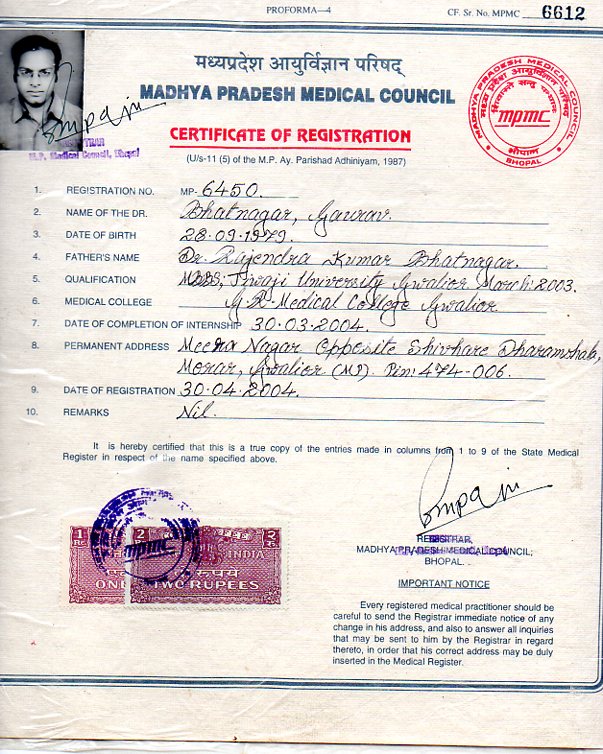 PROFORMA—4
CF. Sr. No. MPMC 6612
मध्यप्रदेश आयुर्विज्ञान परिषद्
MADHYA PRADESH MEDICAL COUNCIL
CERTIFICATE OF REGISTRATION
(U/s-11 (5) of the M.P. Ay. Parishad Adhiniyam, 1987)
MADHYA PRADESH MEDICAL COUNCIL
मध्य प्रदेश आयुर्विज्ञान परिषद
mpmc
भोपाल
BHOPAL
M.P. Medical Council, Bhopal
1. REGISTRATION NO. MP- 6450.
2. NAME OF THE DR. Bhatnagar, Gaurav.
3. DATE OF BIRTH 28.09.1979.
4. FATHER'S NAME Dr. Rajendra Kumar Bhatnagar.
5. QUALIFICATION MBBS, Jiwaji University Gwalior March. 2003.
6. MEDICAL COLLEGE G.R. Medical College Gwalior
7. DATE OF COMPLETION OF INTERNSHIP 30.03.2004.
8. PERMANENT ADDRESS Meera Nagar Opposite Shivhare Dharamshala,
Morar, Gwalior (MP). Pin: 474-006.
9. DATE OF REGISTRATION 30.04.2004.
10. REMARKS Nil.
It is hereby certified that this is a true copy of the entries made in columns from 1 to 9 of the State Medical
Register in respect of the name specified above.
mpmc
1 Re 2 2 रु.
INDIA
ONE TWO RUPEES
REGISTRAR,
MADHYA PRADESH MEDICAL COUNCIL;
BHOPAL.
IMPORTANT NOTICE
Every registered medical practitioner should be
careful to send the Registrar immediate notice of
any change in his address, and also to answer all inquiries
that may be sent to him by the Registrar in regard
thereto, in order that his correct address may be duly
inserted in the Medical Register.